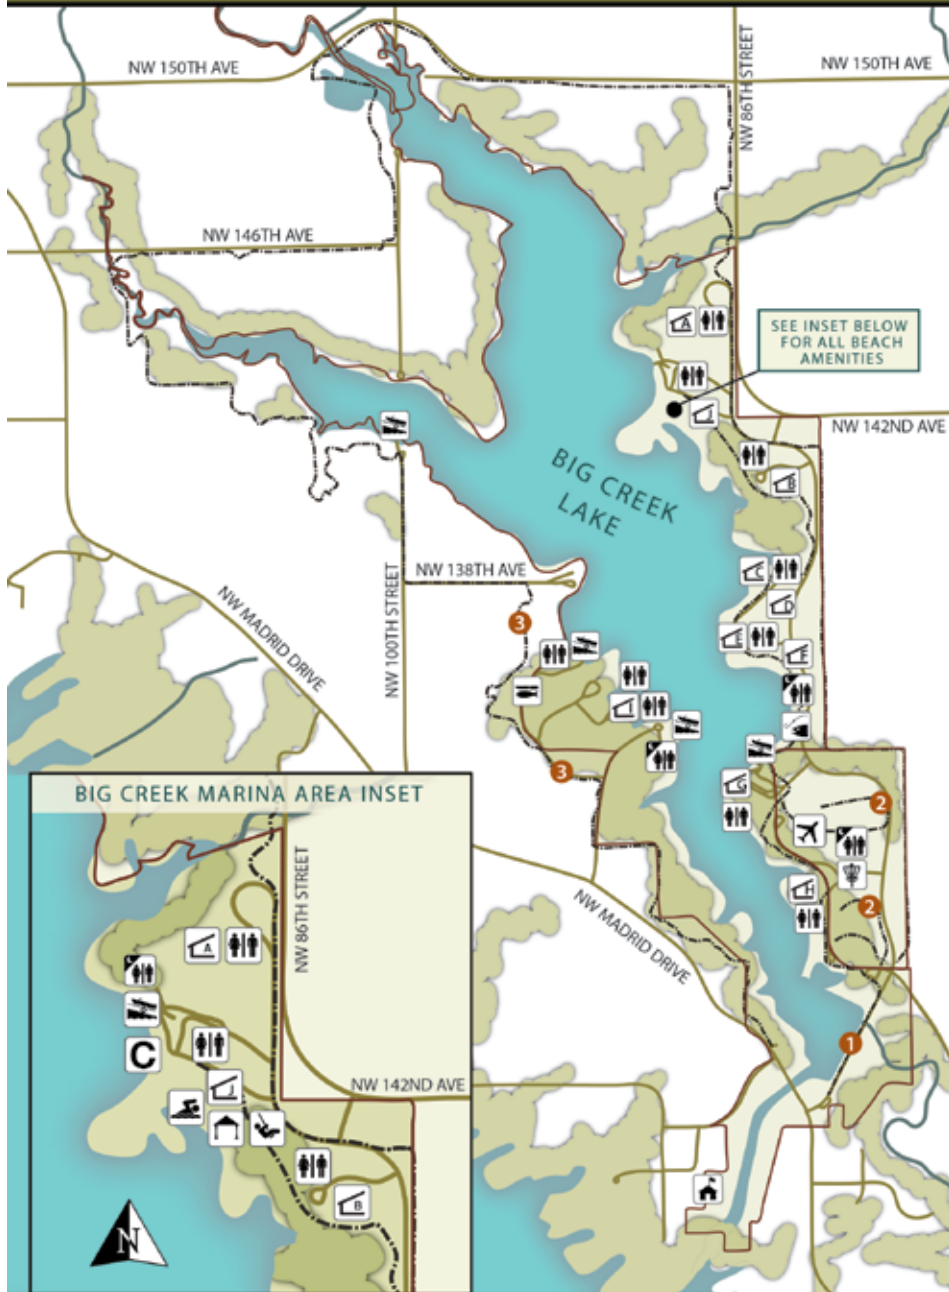 NW 150TH AVE
NW 86TH STREET
NW 150TH AVE
NW 146TH AVE
A
SEE INSET BELOW
FOR ALL BEACH
AMENITIES
J
NW 142ND AVE
B
BIG CREEK
LAKE
C
NW 138TH AVE
D
NW 100TH STREET
NW MADRID DRIVE
3
E
F
I
3
G
2
H
2
NW MADRID DRIVE
1
BIG CREEK MARINA AREA INSET
NW 86TH STREET
A
C
J
NW 142ND AVE
B
N